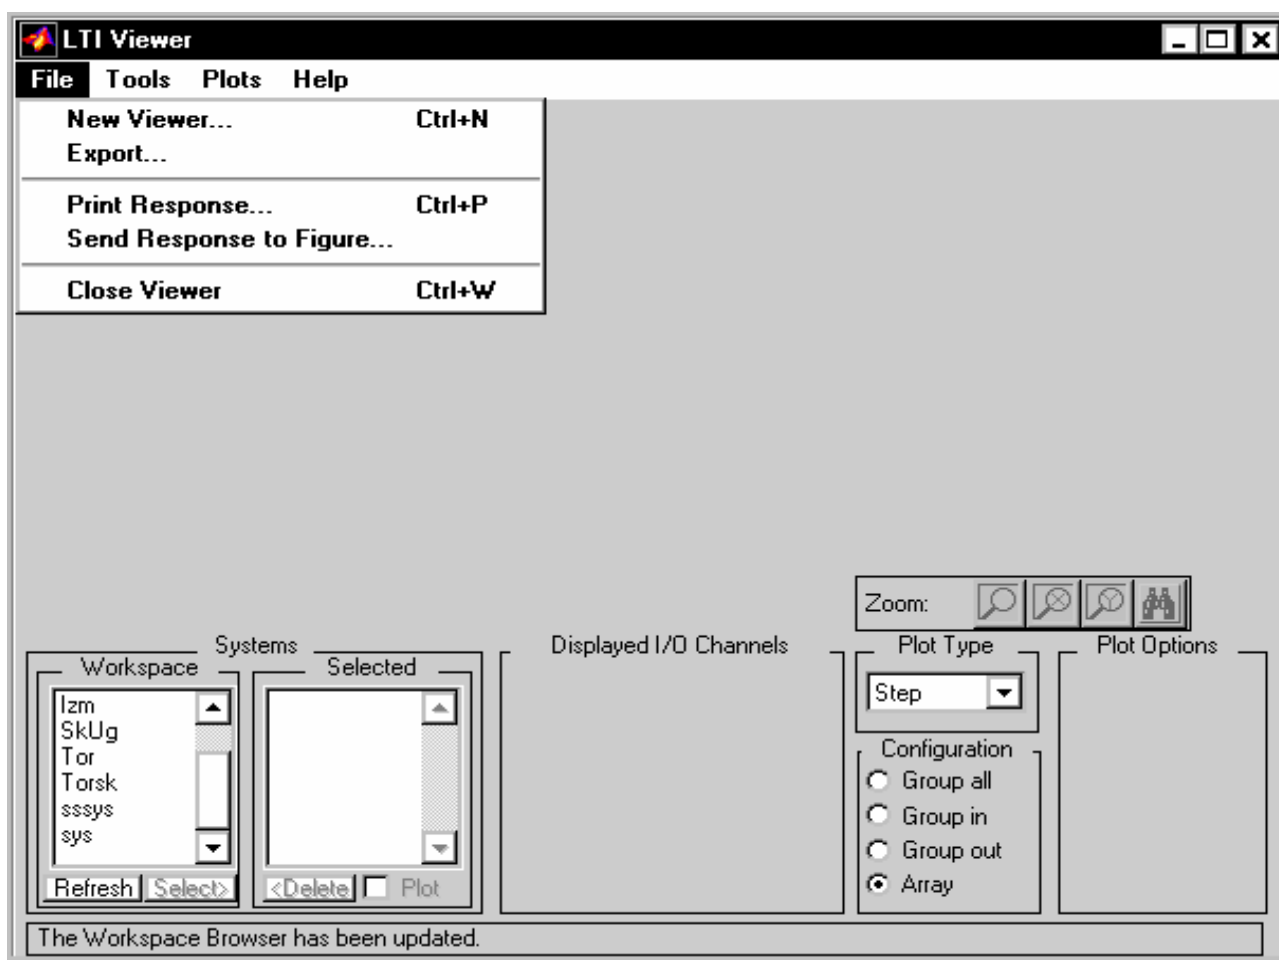 LTI Viewer
File Tools Plots Help
New Viewer... Ctrl+N
Export...
Print Response... Ctrl+P
Send Response to Figure...
Close Viewer Ctrl+W
Zoom:
Systems
Workspace
Izm
SkUg
Tor
Torsk
sssys
sys
Refresh Select>
Selected
<Delete Plot
Displayed I/O Channels
Plot Type
Step
Configuration
Group all
Group in
Group out
Array
Plot Options
The Workspace Browser has been updated.